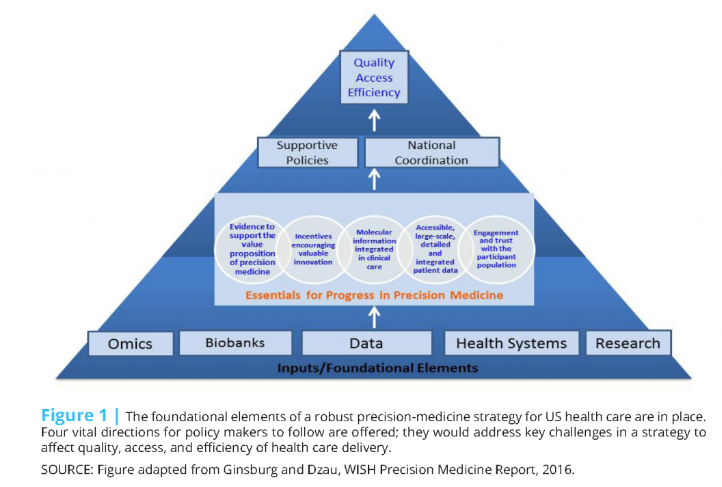 Quality
Access
Efficiency
Supportive
Policies
National
Coordination
Evidence to
support the
value
proposition
of precision
medicine
Incentives
encouraging
valuable
innovation
Molecular
information
integrated
in clinical
care
Accessible,
large-scale,
detailed
and
integrated
patient data
Engagement
and trust
with the
participant
population
Essentials for Progress in Precision Medicine
Omics
Biobanks
Data
Health Systems
Research
Inputs/Foundational Elements
Figure 1 | The foundational elements of a robust precision-medicine strategy for US health care are in place.
Four vital directions for policy makers to follow are offered; they would address key challenges in a strategy to
affect quality, access, and efficiency of health care delivery.
SOURCE: Figure adapted from Ginsburg and Dzau, WISH Precision Medicine Report, 2016.